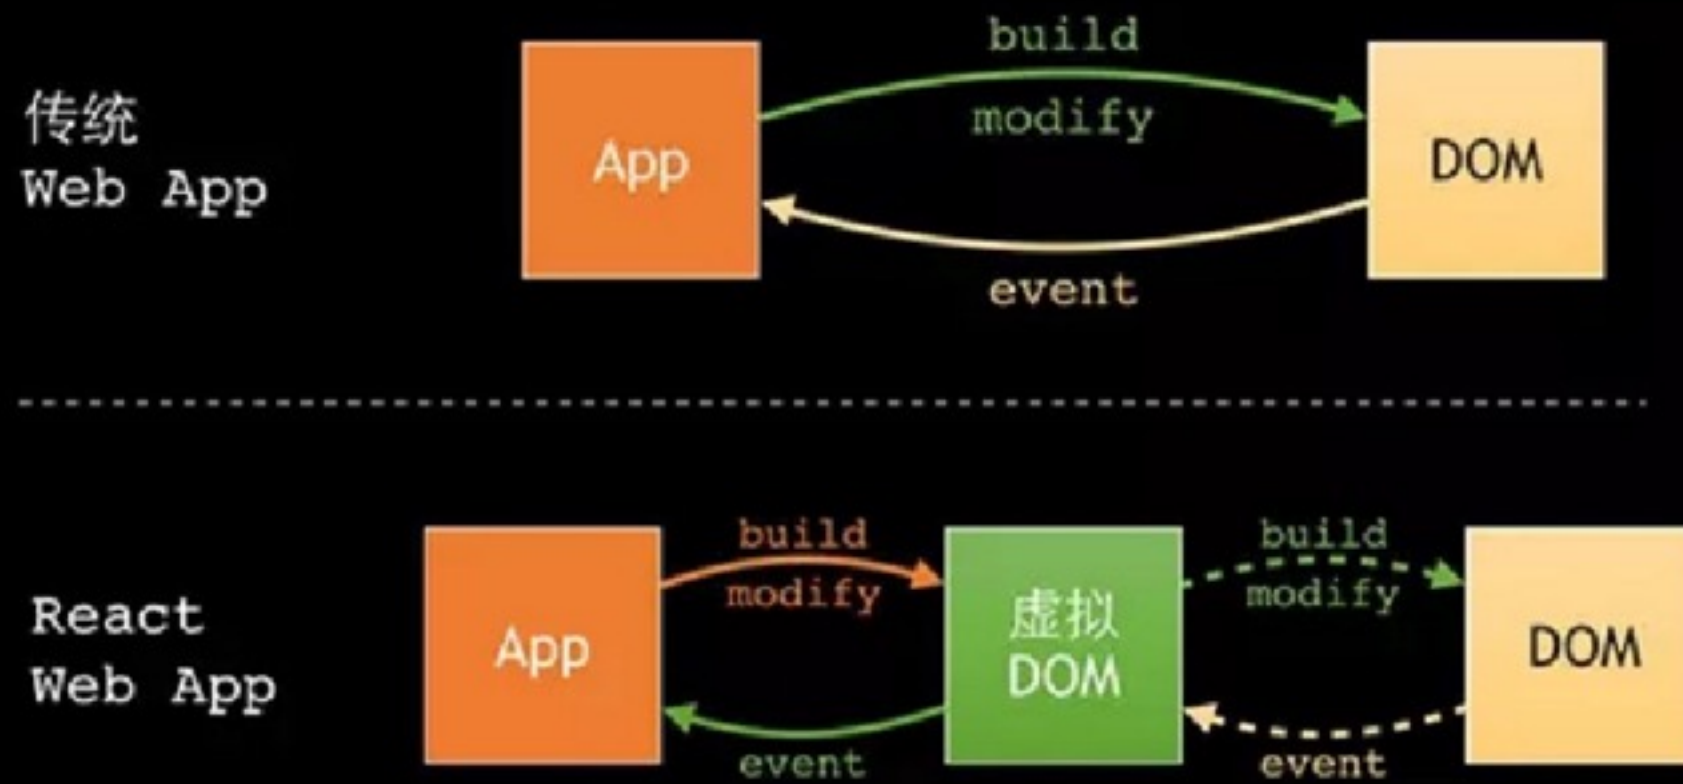 传统
Web App
App
build
modify
event
DOM
React
Web App
App
build
modify
event
虚拟
DOM
build
modify
event
DOM